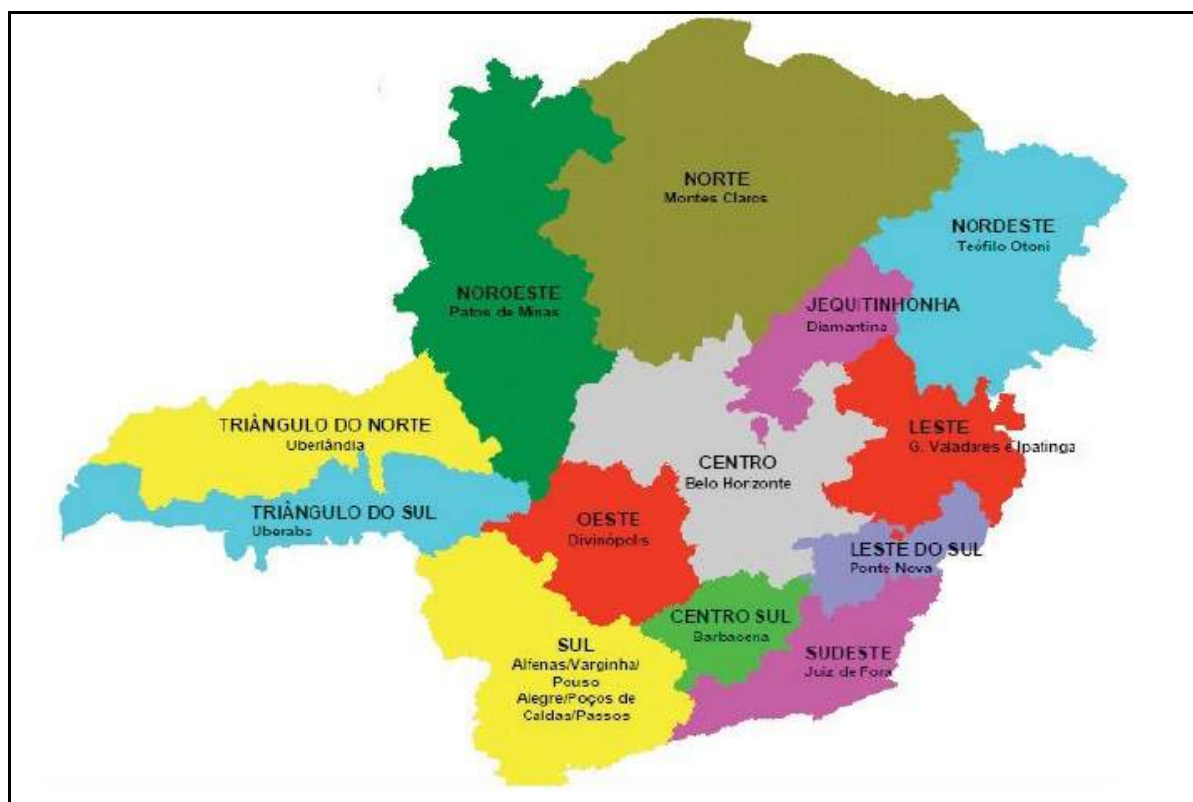 NORTE
Montes Claros
NORDESTE
Teófilo Otoni
NOROESTE
Patos de Minas
JEQUITINHONHA
Diamantina
TRIÂNGULO DO NORTE
Uberlândia
LESTE
G. Valadares e Ipatinga
CENTRO
Belo Horizonte
TRIÂNGULO DO SUL
Uberaba
OESTE
Divinópolis
LESTE DO SUL
Ponte Nova
CENTRO SUL
Barbacena
SUL
Alfenas/Varginha/
Pouso
Alegre/Poços de
Caldas/Passos
SUDESTE
Juiz de Fora